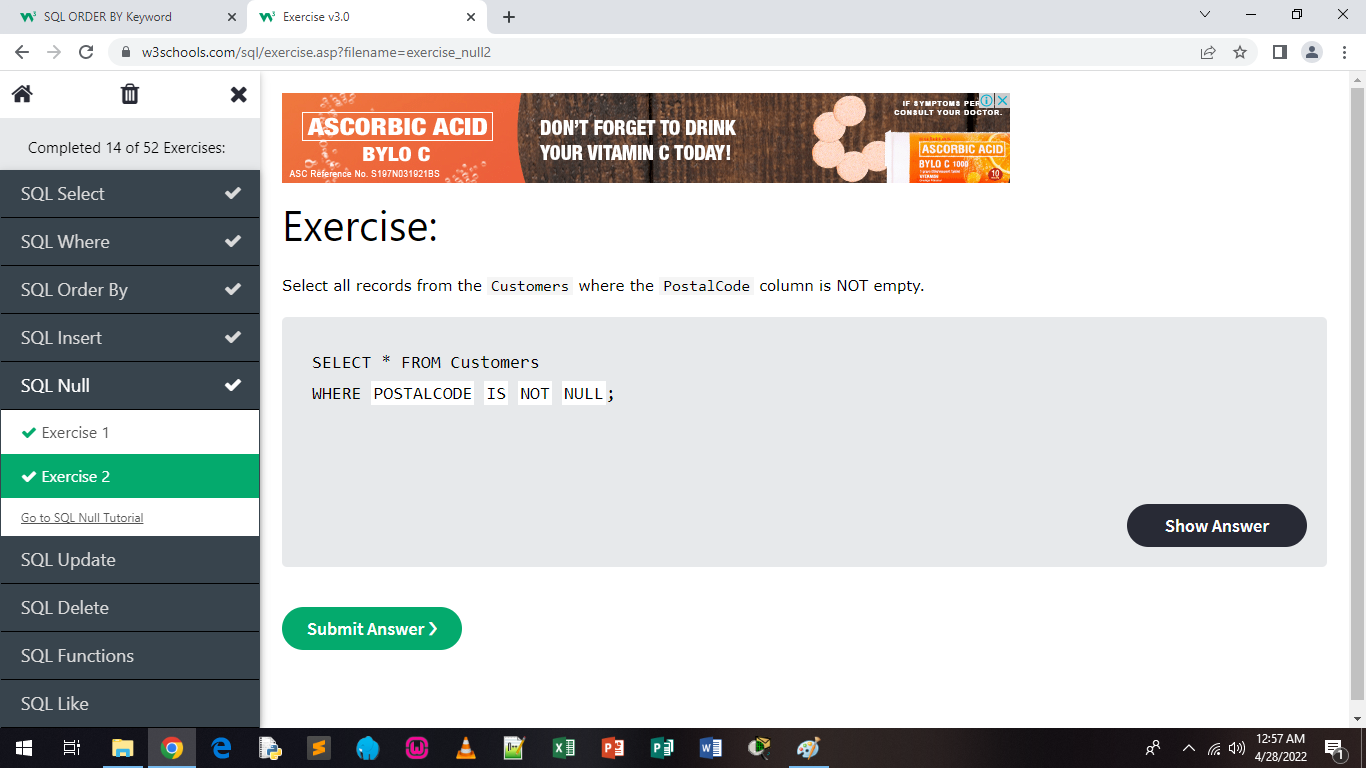 SQL ORDER BY Keyword
Exercise v3.0
w3schools.com/sql/exercise.asp?filename=exercise_null2
Completed 14 of 52 Exercises:
SQL Select
SQL Where
SQL Order By
SQL Insert
SQL Null
Exercise 1
Exercise 2
Go to SQL Null Tutorial
SQL Update
SQL Delete
SQL Functions
SQL Like
ASCORBIC ACID
BYLO C
ASC Reference No. S197N031921BS
DON'T FORGET TO DRINK
YOUR VITAMIN C TODAY!
IF SYMPTOMS PER
CONSULT YOUR DOCTOR.
ASCORBIC ACID
BYLO C 1000
10
Exercise:
Select all records from the Customers where the PostalCode column is NOT empty.
SELECT * FROM Customers
WHERE POSTALCODE IS NOT NULL;
Show Answer
Submit Answer ❯
12:57 AM
4/28/2022
1